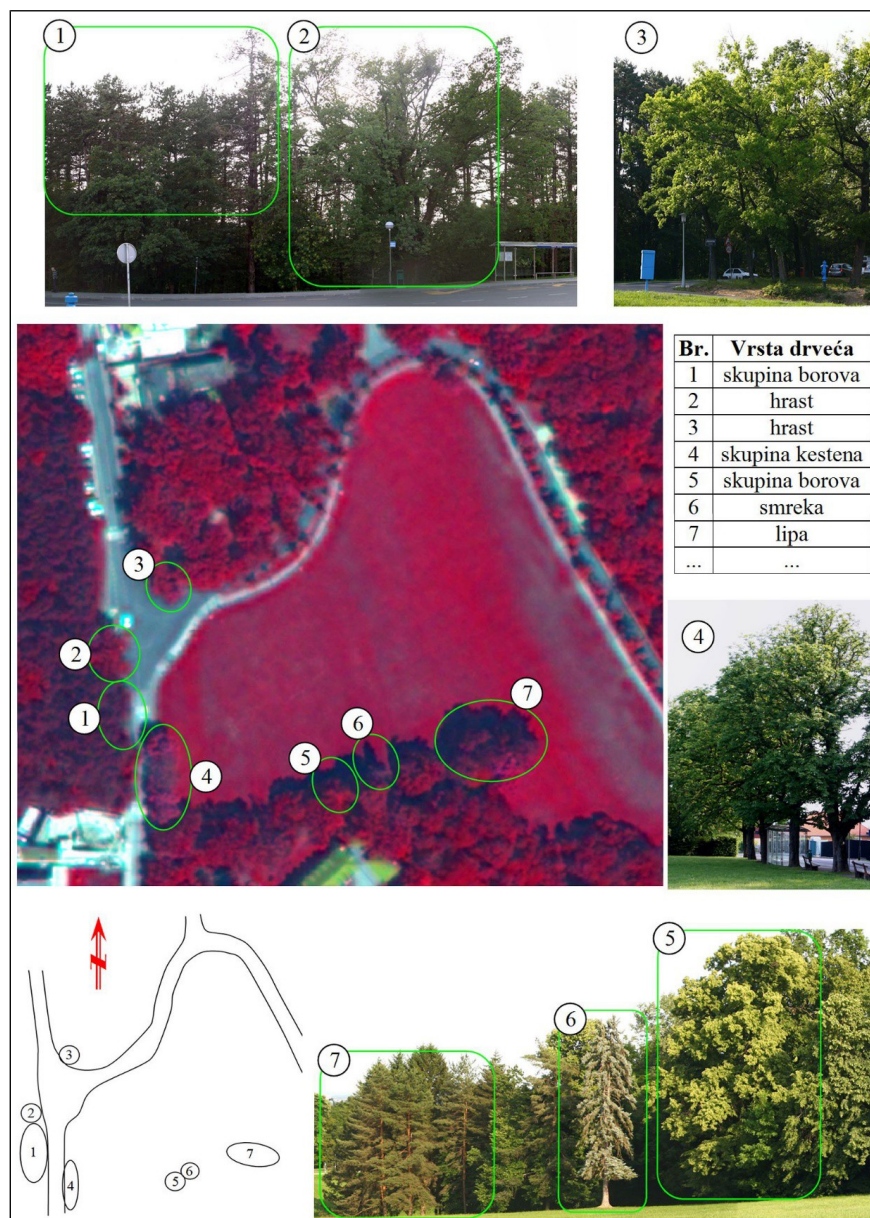 1
2
3
Br. Vrsta drveća
1 skupina borova
2 hrast
3 hrast
4 skupina kestena
5 skupina borova
6 smreka
7 lipa
... ...
3
2
1
4
5
6
7
4
N
3
2
1
4
5
6
7
5
6
7